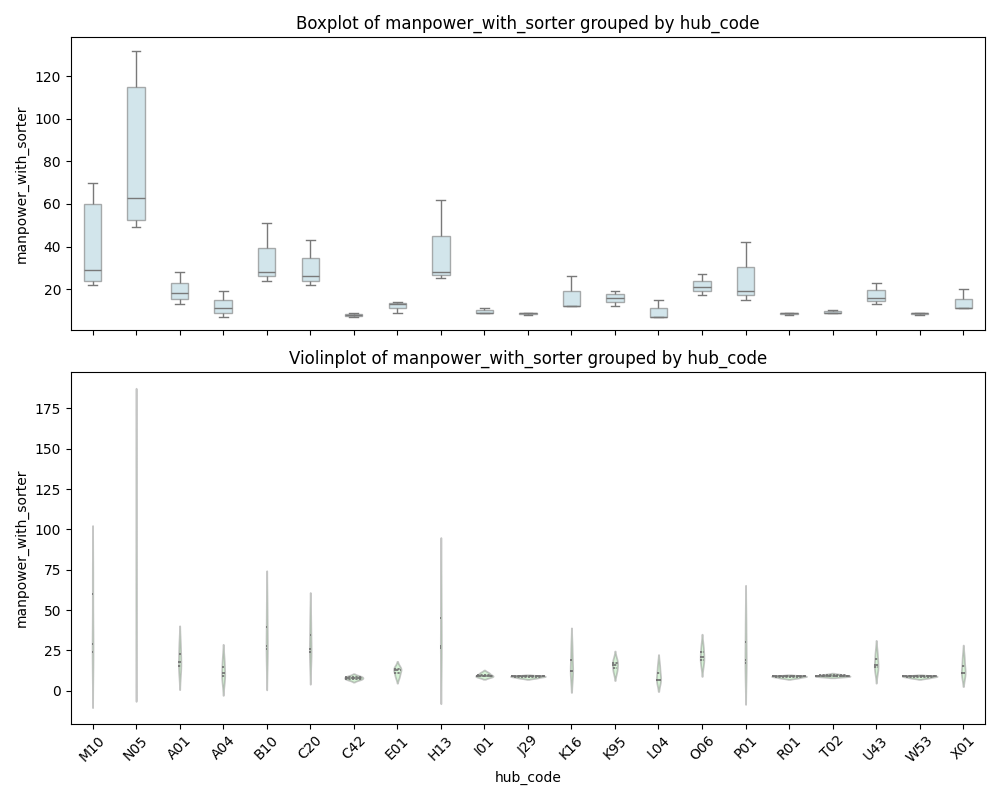 Boxplot of manpower_with_sorter grouped by hub_code
manpower_with_sorter
120
100
80
60
40
20
Violinplot of manpower_with_sorter grouped by hub_code
manpower_with_sorter
175
150
125
100
75
50
25
0
M10 N05 A01 A04 B10 C20 C42 E01 H13 I01 J29 K16 K95 L04 O06 P01 R01 T02 U43 W53 X01
hub_code